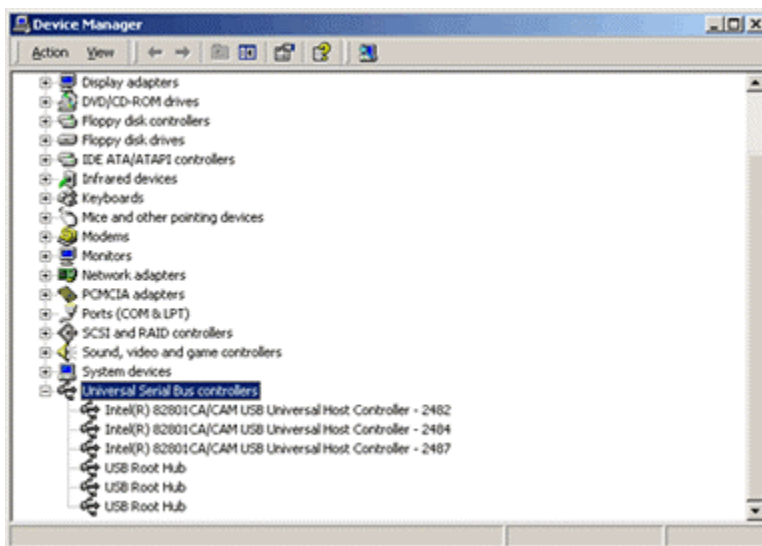 Device Manager
Action View
Display adapters
DVD/CD-ROM drives
Floppy disk controllers
Floppy disk drives
IDE ATA/ATAPI controllers
Infrared devices
Keyboards
Mice and other pointing devices
Modems
Monitors
Network adapters
PCMCIA adapters
Ports (COM & LPT)
SCSI and RAID controllers
Sound, video and game controllers
System devices
Universal Serial Bus controllers
Intel(R) 82801CA/CAM USB Universal Host Controller - 2482
Intel(R) 82801CA/CAM USB Universal Host Controller - 2484
Intel(R) 82801CA/CAM USB Universal Host Controller - 2487
USB Root Hub
USB Root Hub
USB Root Hub